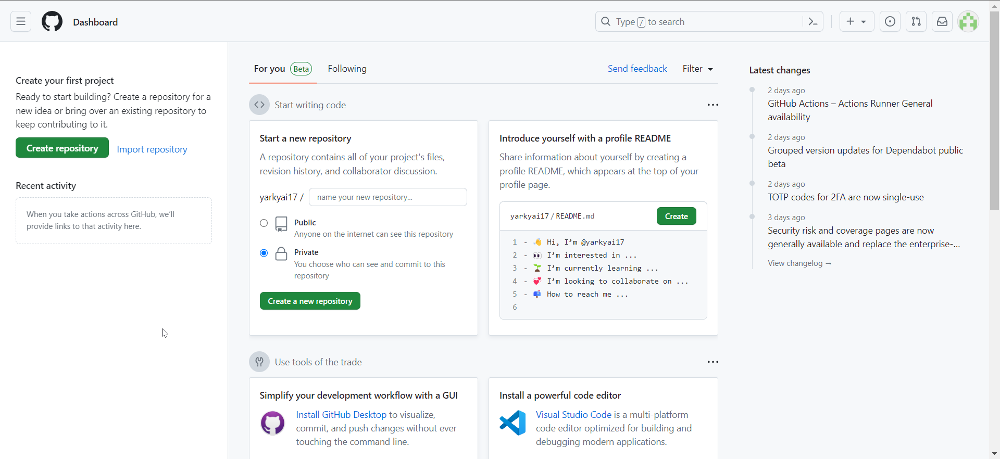 Dashboard
Type / to search
Create your first project
Ready to start building? Create a repository for a
new idea or bring over an existing repository to
keep contributing to it.
Create repository
Import repository
Recent activity
When you take actions across GitHub, we'll
provide links to that activity here.
For you Beta
Following
Send feedback
Filter
Start writing code
Start a new repository
A repository contains all of your project's files,
revision history, and collaborator discussion.
yarkyai17 /
name your new repository...
Public
Anyone on the internet can see this repository
Private
You choose who can see and commit to this
repository
Create a new repository
Introduce yourself with a profile README
Share information about yourself by creating a
profile README, which appears at the top of your
profile page.
yarkyai17 / README.md
Create
1 - 👋 Hi, I’m @yarkyai17
2 - 👀 I’m interested in ...
3 - 🌱 I’m currently learning ...
4 - 💞️ I’m looking to collaborate on ...
5 - 📫 How to reach me ...
6
Use tools of the trade
Simplify your development workflow with a GUI
Install GitHub Desktop to visualize,
commit, and push changes without ever
touching the command line.
Install a powerful code editor
Visual Studio Code is a multi-platform
code editor optimized for building and
debugging modern applications.
Latest changes
2 days ago
GitHub Actions – Actions Runner General
availability
2 days ago
Grouped version updates for Dependabot public
beta
2 days ago
TOTP codes for 2FA are now single-use
3 days ago
Security risk and coverage pages are now
generally available and replace the enterprise-...
View changelog →